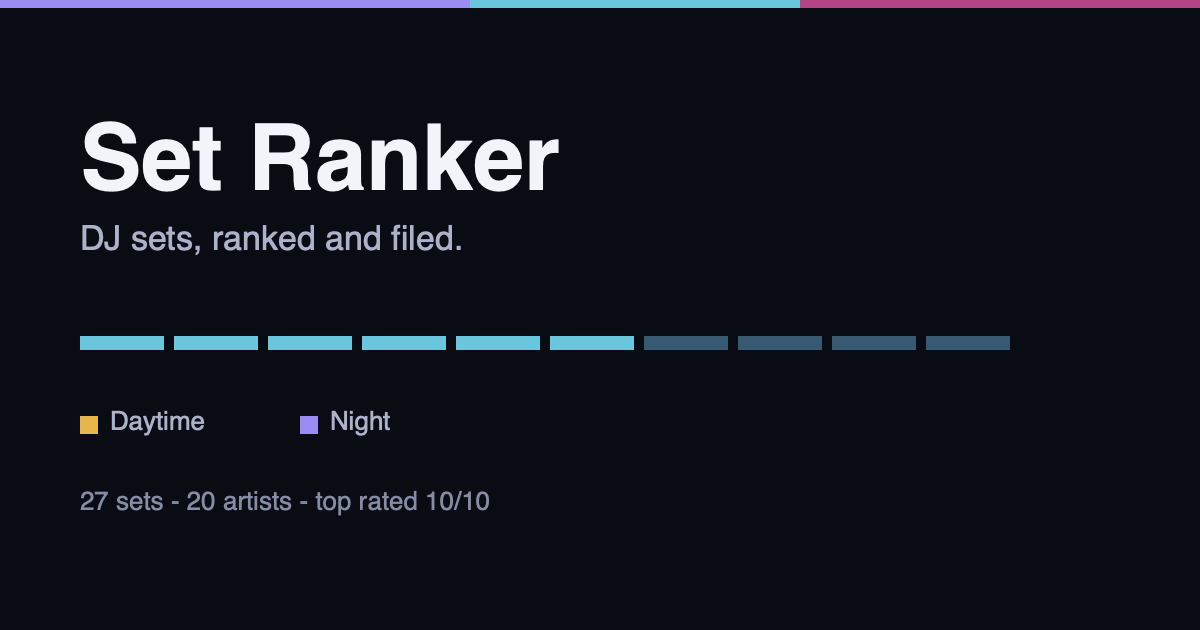 Set Ranker
DJ sets, ranked and filed.
Daytime
Night
27 sets - 20 artists - top rated 10/10